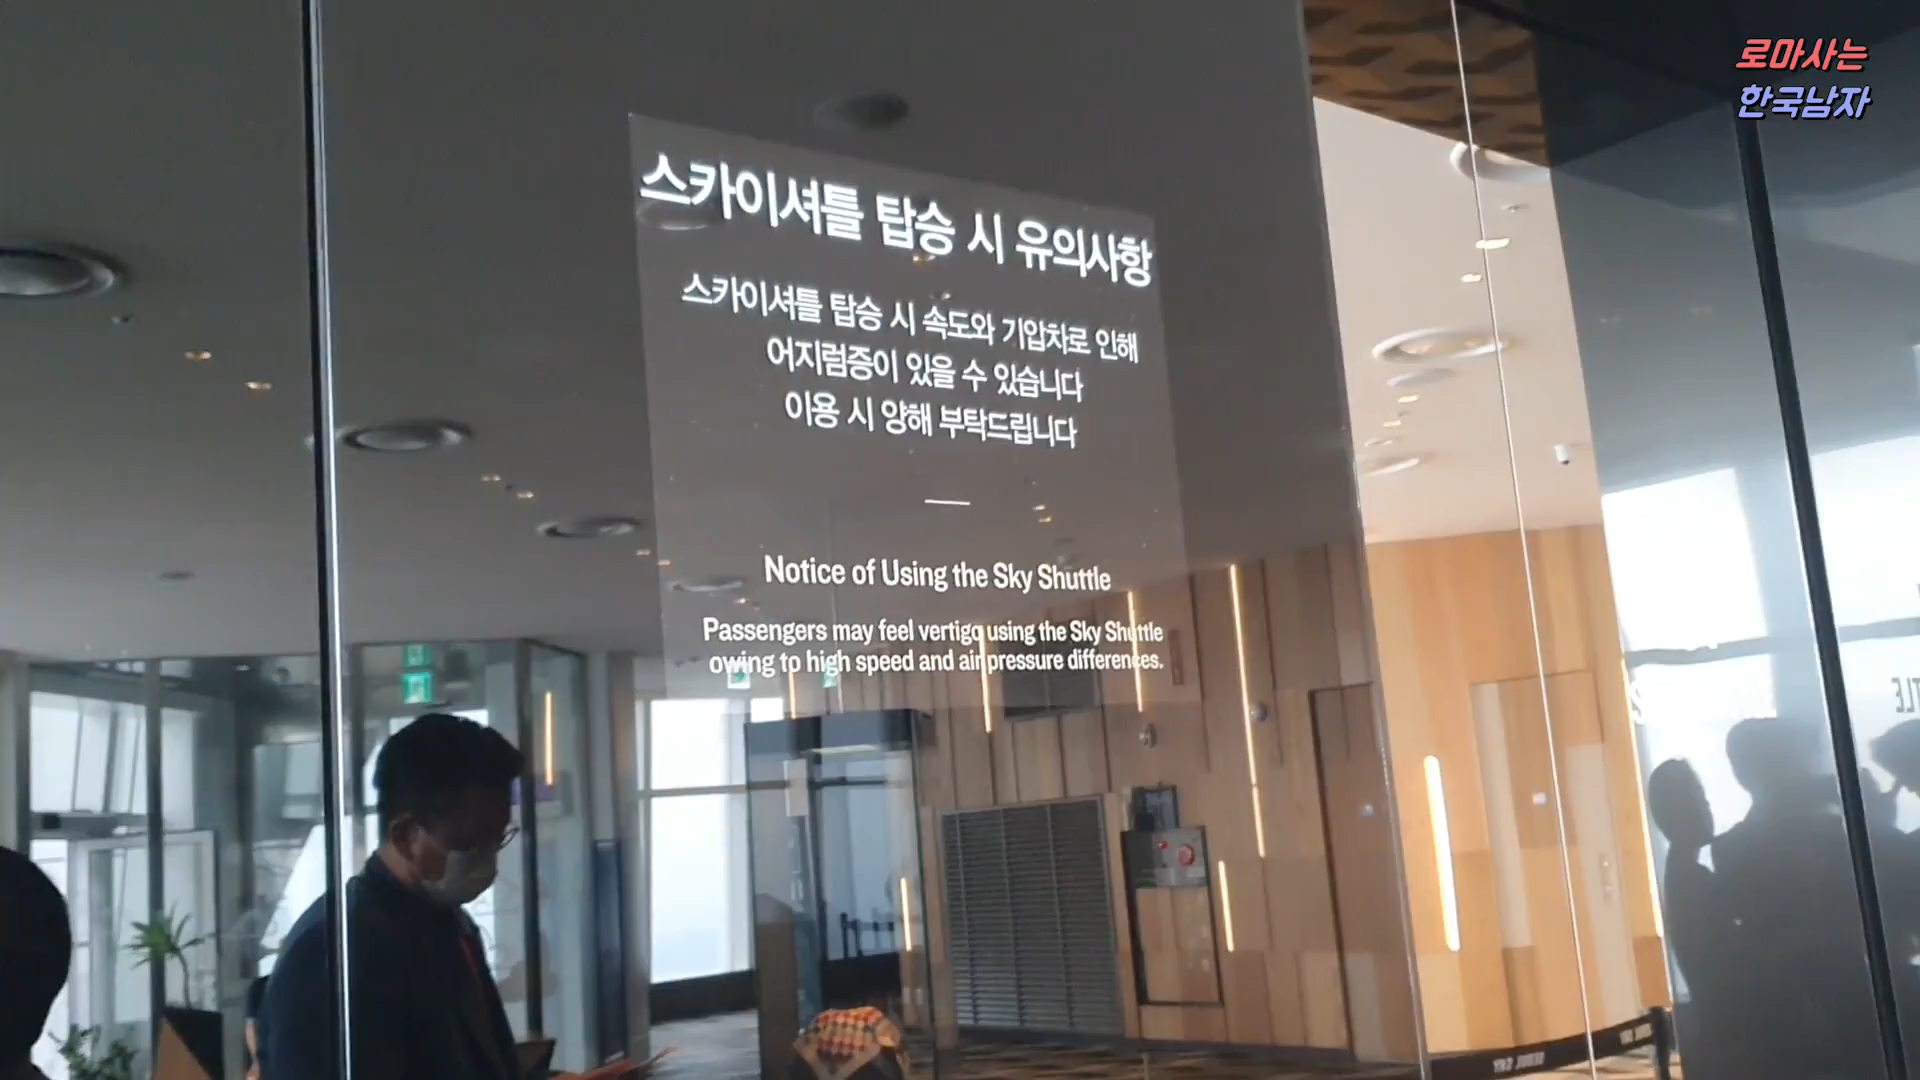 로마사는
한국남자
스카이셔틀 탑승 시 유의사항
스카이셔틀 탑승 시 속도와 기압차로 인해
어지럼증이 있을 수 있습니다
이용 시 양해 부탁드립니다
Notice of Using the Sky Shuttle
Passengers may feel vertigo using the Sky Shuttle
owing to high speed and air pressure differences.